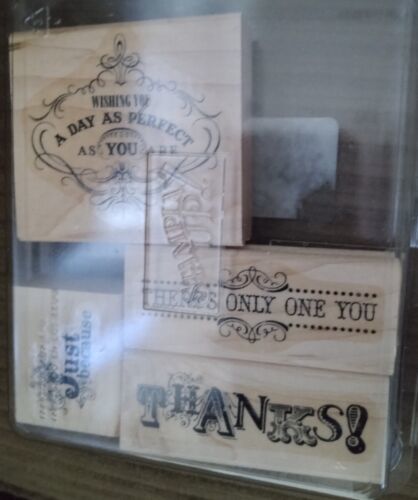 WISHING YOU
A DAY AS PERFECT
AS YOU ARE
THERE'S ONLY ONE YOU
Just
because
THANKS!